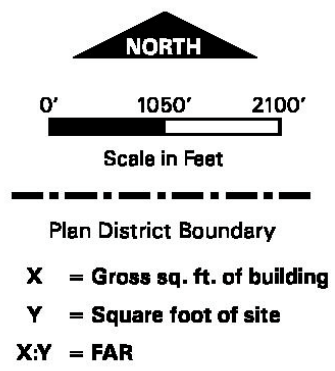 NORTH
0' 1050' 2100'
Scale in Feet
Plan District Boundary
X = Gross sq. ft. of building
Y = Square foot of site
X:Y = FAR